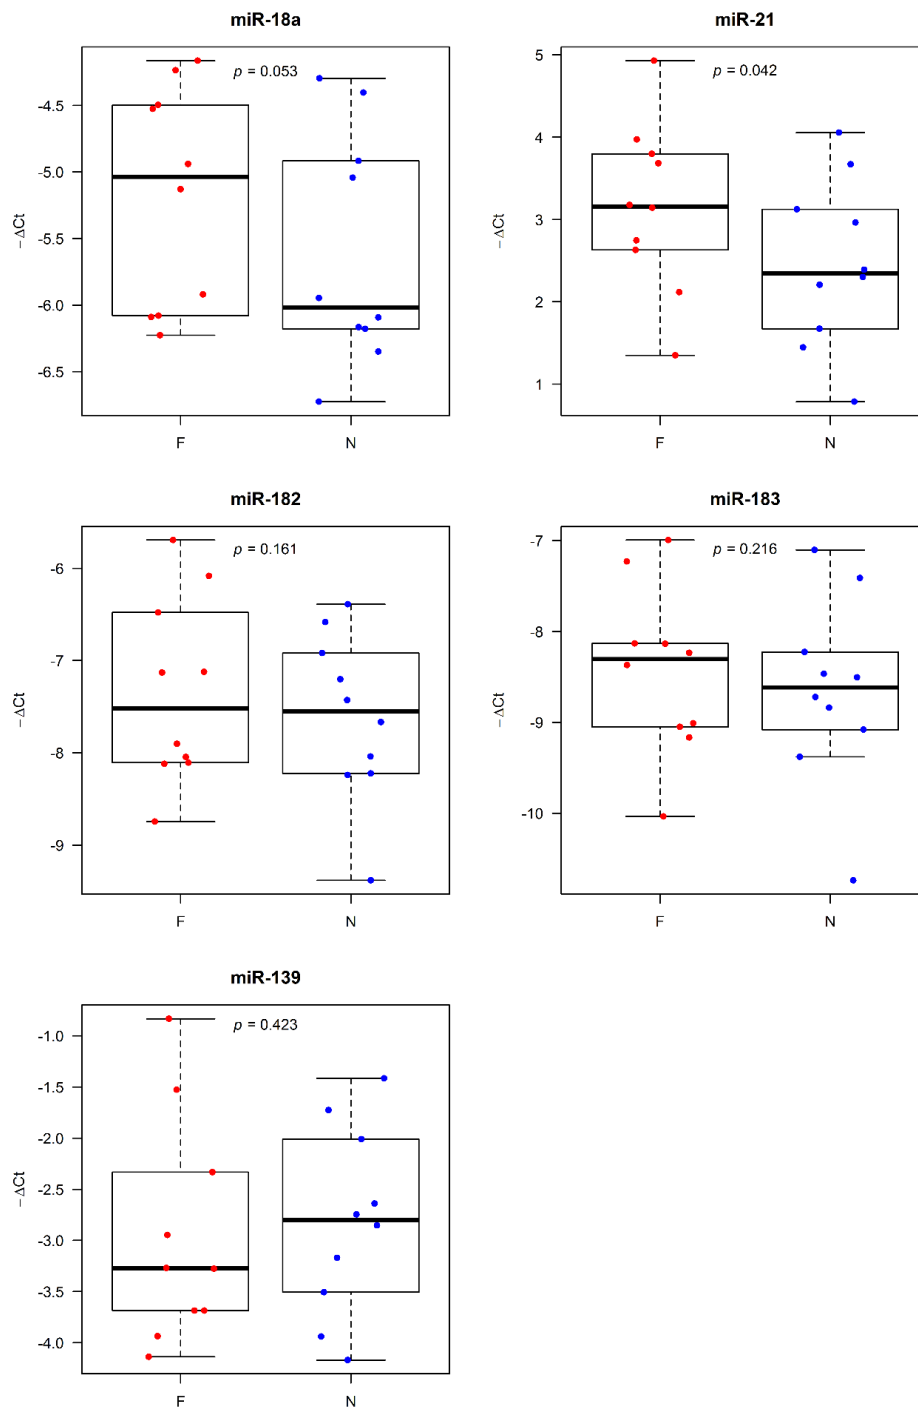 miR-18a
p = 0.053
-4.5
-5.0
-5.5
-6.0
-6.5
−ΔCt
F
N
miR-21
p = 0.042
5
4
3
2
1
−ΔCt
F
N
miR-182
p = 0.161
-6
-7
-8
-9
−ΔCt
F
N
miR-183
p = 0.216
-7
-8
-9
-10
−ΔCt
F
N
miR-139
p = 0.423
-1.0
-1.5
-2.0
-2.5
-3.0
-3.5
-4.0
−ΔCt
F
N